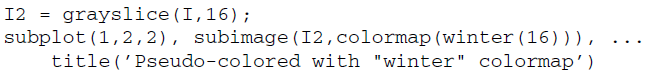 I2 = grayslice(I,16);
subplot(1,2,2), subimage(I2,colormap(winter(16))), ...
title(’Pseudo-colored with "winter" colormap’)